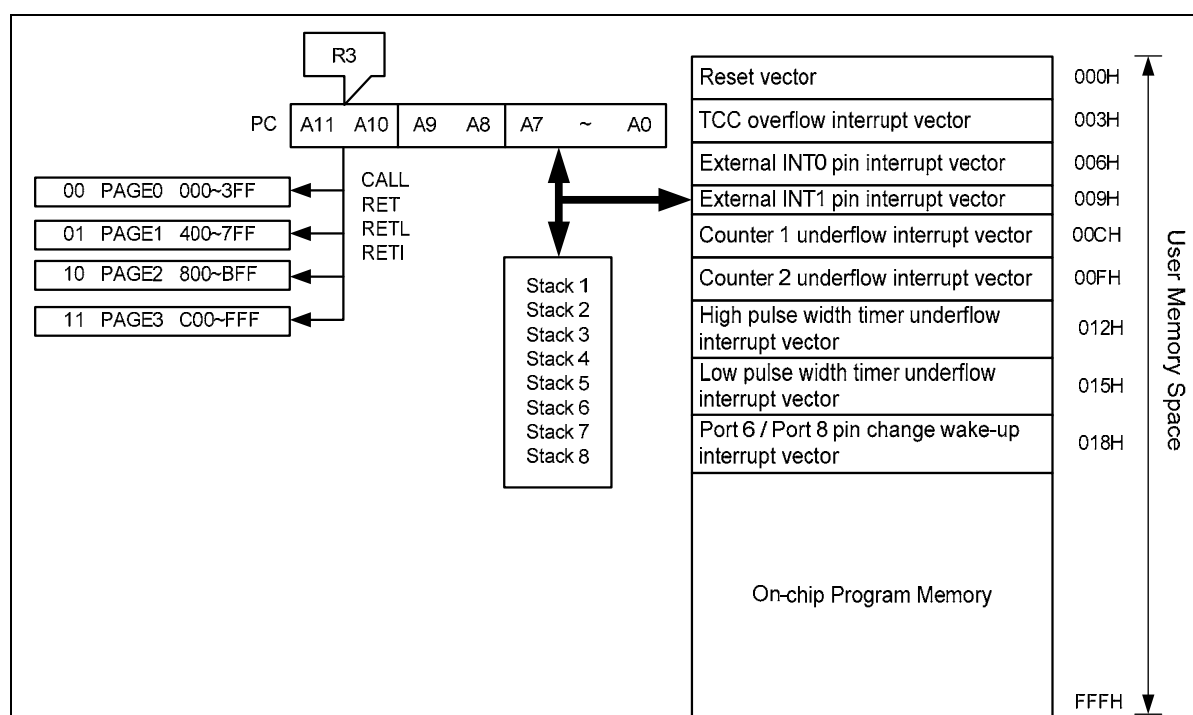 R3
PC A11 A10 A9 A8 A7 ~ A0
00 PAGE0 000~3FF
01 PAGE1 400~7FF
10 PAGE2 800~BFF
11 PAGE3 C00~FFF
CALL
RET
RETL
RETI
Stack 1
Stack 2
Stack 3
Stack 4
Stack 5
Stack 6
Stack 7
Stack 8
Reset vector 000H
TCC overflow interrupt vector 003H
External INT0 pin interrupt vector 006H
External INT1 pin interrupt vector 009H
Counter 1 underflow interrupt vector 00CH
Counter 2 underflow interrupt vector 00FH
High pulse width timer underflow
interrupt vector 012H
Low pulse width timer underflow
interrupt vector 015H
Port 6 / Port 8 pin change wake-up
interrupt vector 018H
On-chip Program Memory
FFFH
User Memory Space